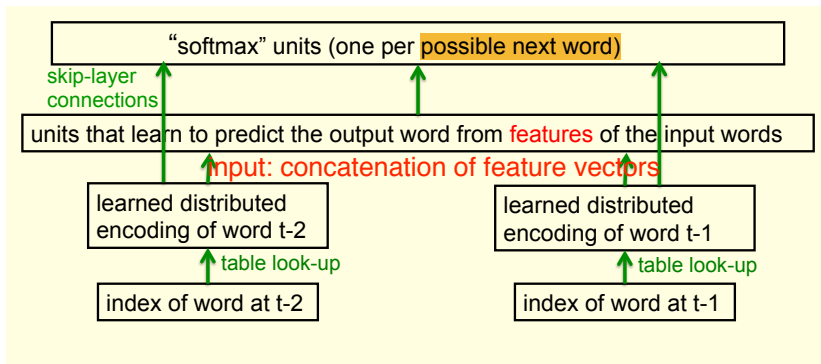 “softmax” units (one per possible next word)
skip-layer
connections
units that learn to predict the output word from features of the input words
input: concatenation of feature vectors
learned distributed
encoding of word t-2
learned distributed
encoding of word t-1
table look-up
table look-up
index of word at t-2
index of word at t-1